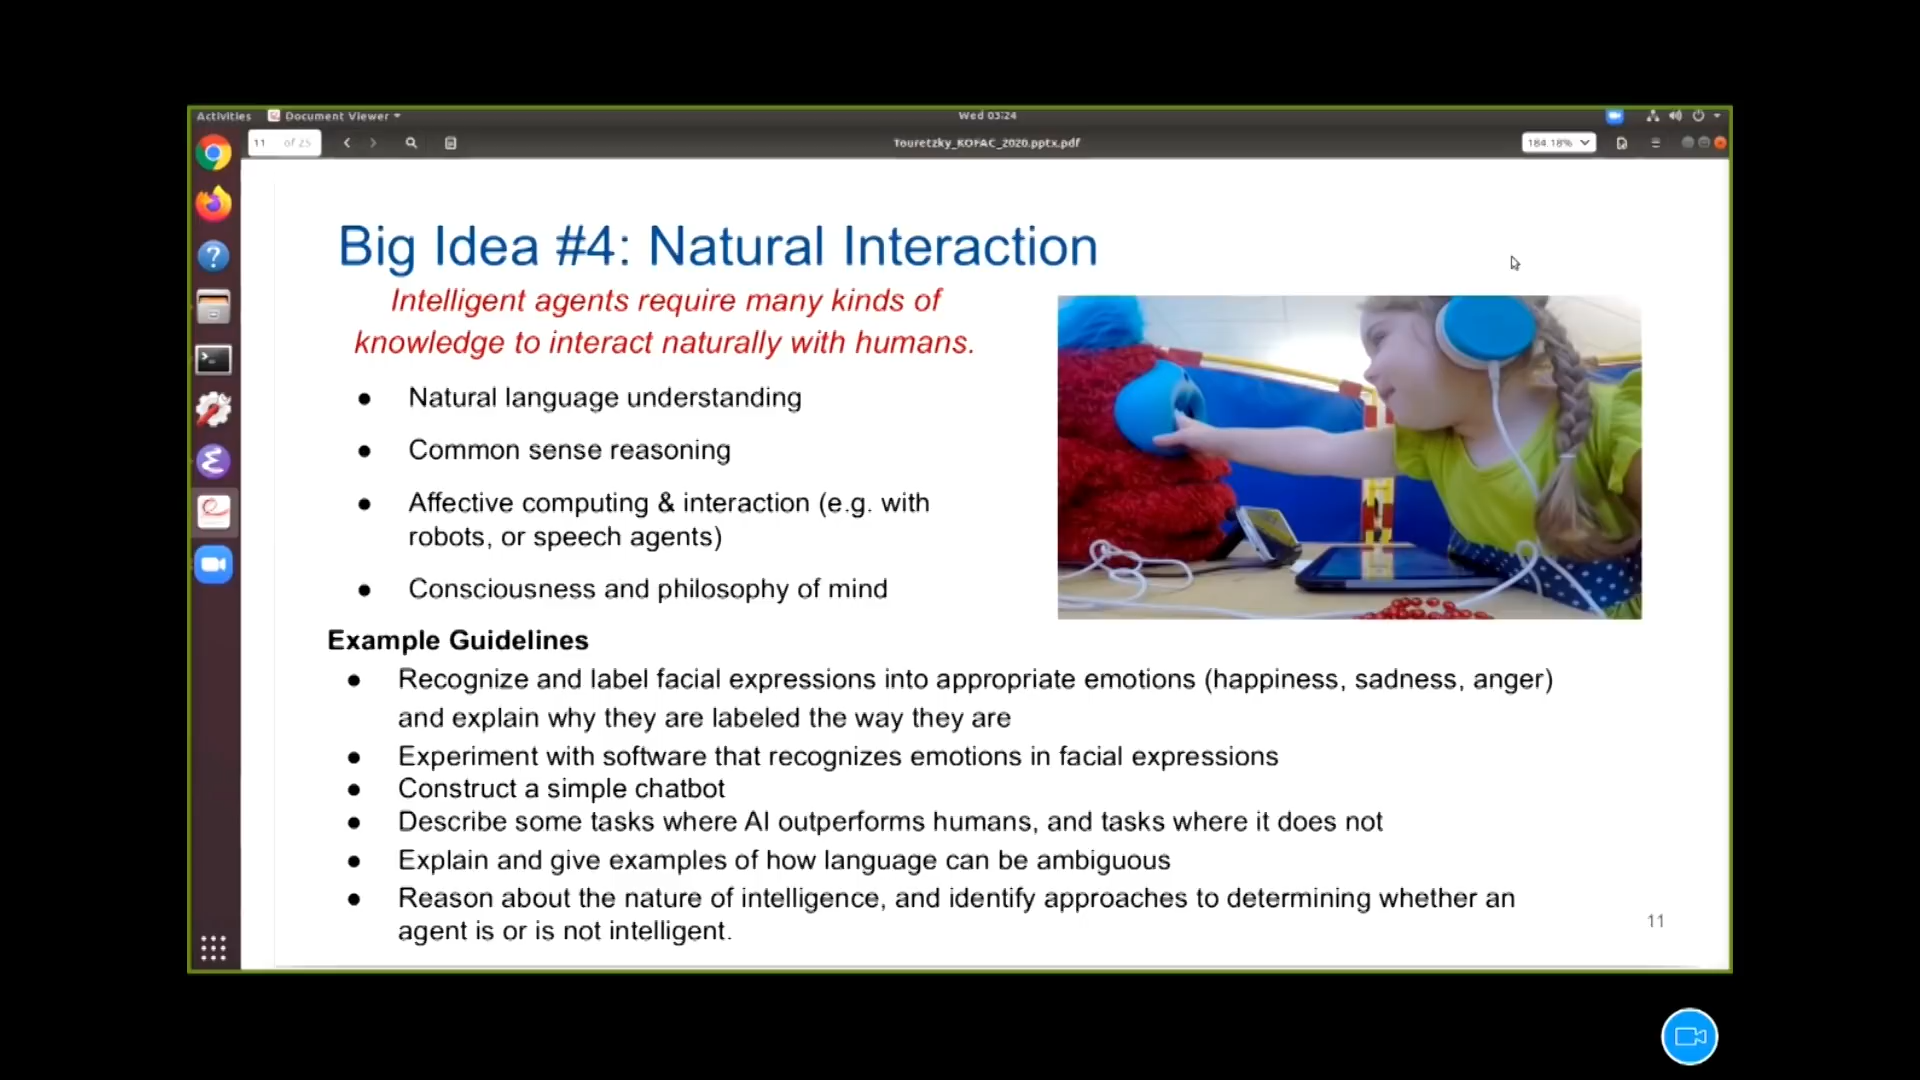 Activities Document Viewer Wed 03:24
11 of 25 Touretzky_KOFAC_2020.pptx.pdf 184.18%
Big Idea #4: Natural Interaction
Intelligent agents require many kinds of
knowledge to interact naturally with humans.
● Natural language understanding
● Common sense reasoning
● Affective computing & interaction (e.g. with
robots, or speech agents)
● Consciousness and philosophy of mind
Example Guidelines
● Recognize and label facial expressions into appropriate emotions (happiness, sadness, anger)
and explain why they are labeled the way they are
● Experiment with software that recognizes emotions in facial expressions
● Construct a simple chatbot
● Describe some tasks where AI outperforms humans, and tasks where it does not
● Explain and give examples of how language can be ambiguous
● Reason about the nature of intelligence, and identify approaches to determining whether an
agent is or is not intelligent.
11